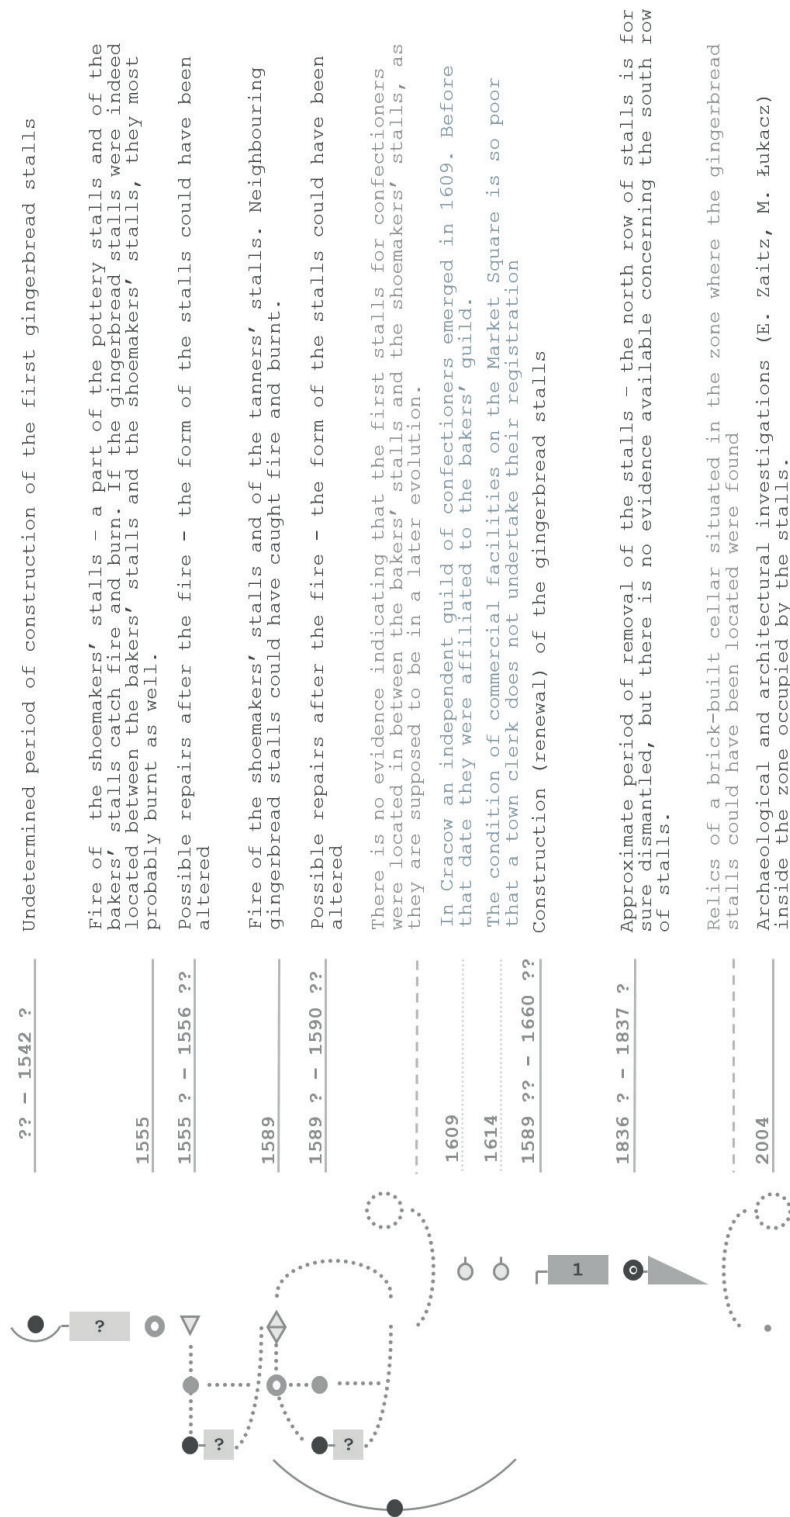 ?? – 1542 ?
Undetermined period of construction of the first gingerbread stalls
?
1555
Fire of the shoemakers' stalls – a part of the pottery stalls and of the
bakers' stalls catch fire and burn. If the gingerbread stalls were indeed
located between the bakers' stalls and the shoemakers' stalls, they most
probably burnt as well.
1555 ? – 1556 ??
Possible repairs after the fire – the form of the stalls could have been
altered
?
1589
Fire of the shoemakers' stalls and of the tanners' stalls. Neighbouring
gingerbread stalls could have caught fire and burnt.
1589 ? – 1590 ??
Possible repairs after the fire – the form of the stalls could have been
altered
?
There is no evidence indicating that the first stalls for confectioners
were located in between the bakers' stalls and the shoemakers' stalls, as
they are supposed to be in a later evolution.
1609
In Cracow an independent guild of confectioners emerged in 1609. Before
that date they were affiliated to the bakers' guild.
1614
The condition of commercial facilities on the Market Square is so poor
that a town clerk does not undertake their registration
1589 ?? – 1660 ??
Construction (renewal) of the gingerbread stalls
1
1836 ? – 1837 ?
Approximate period of removal of the stalls – the north row of stalls is for
sure dismantled, but there is no evidence available concerning the south row
of stalls.
Relics of a brick-built cellar situated in the zone where the gingerbread
stalls could have been located were found
2004
Archaeological and architectural investigations (E. Zaitz, M. Łukacz)
inside the zone occupied by the stalls.